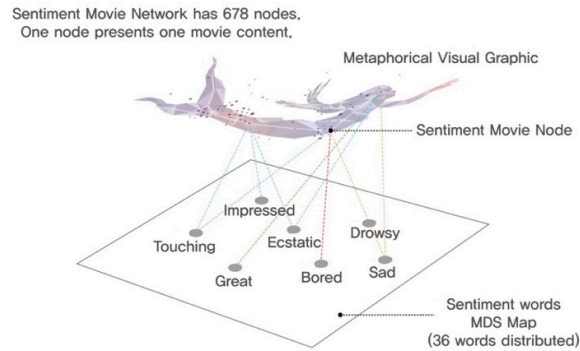 Sentiment Movie Network has 678 nodes.
One node presents one movie content.
Metaphorical Visual Graphic
Sentiment Movie Node
Impressed
Touching
Ecstatic
Drowsy
Great
Bored
Sad
Sentiment words
MDS Map
(36 words distributed)